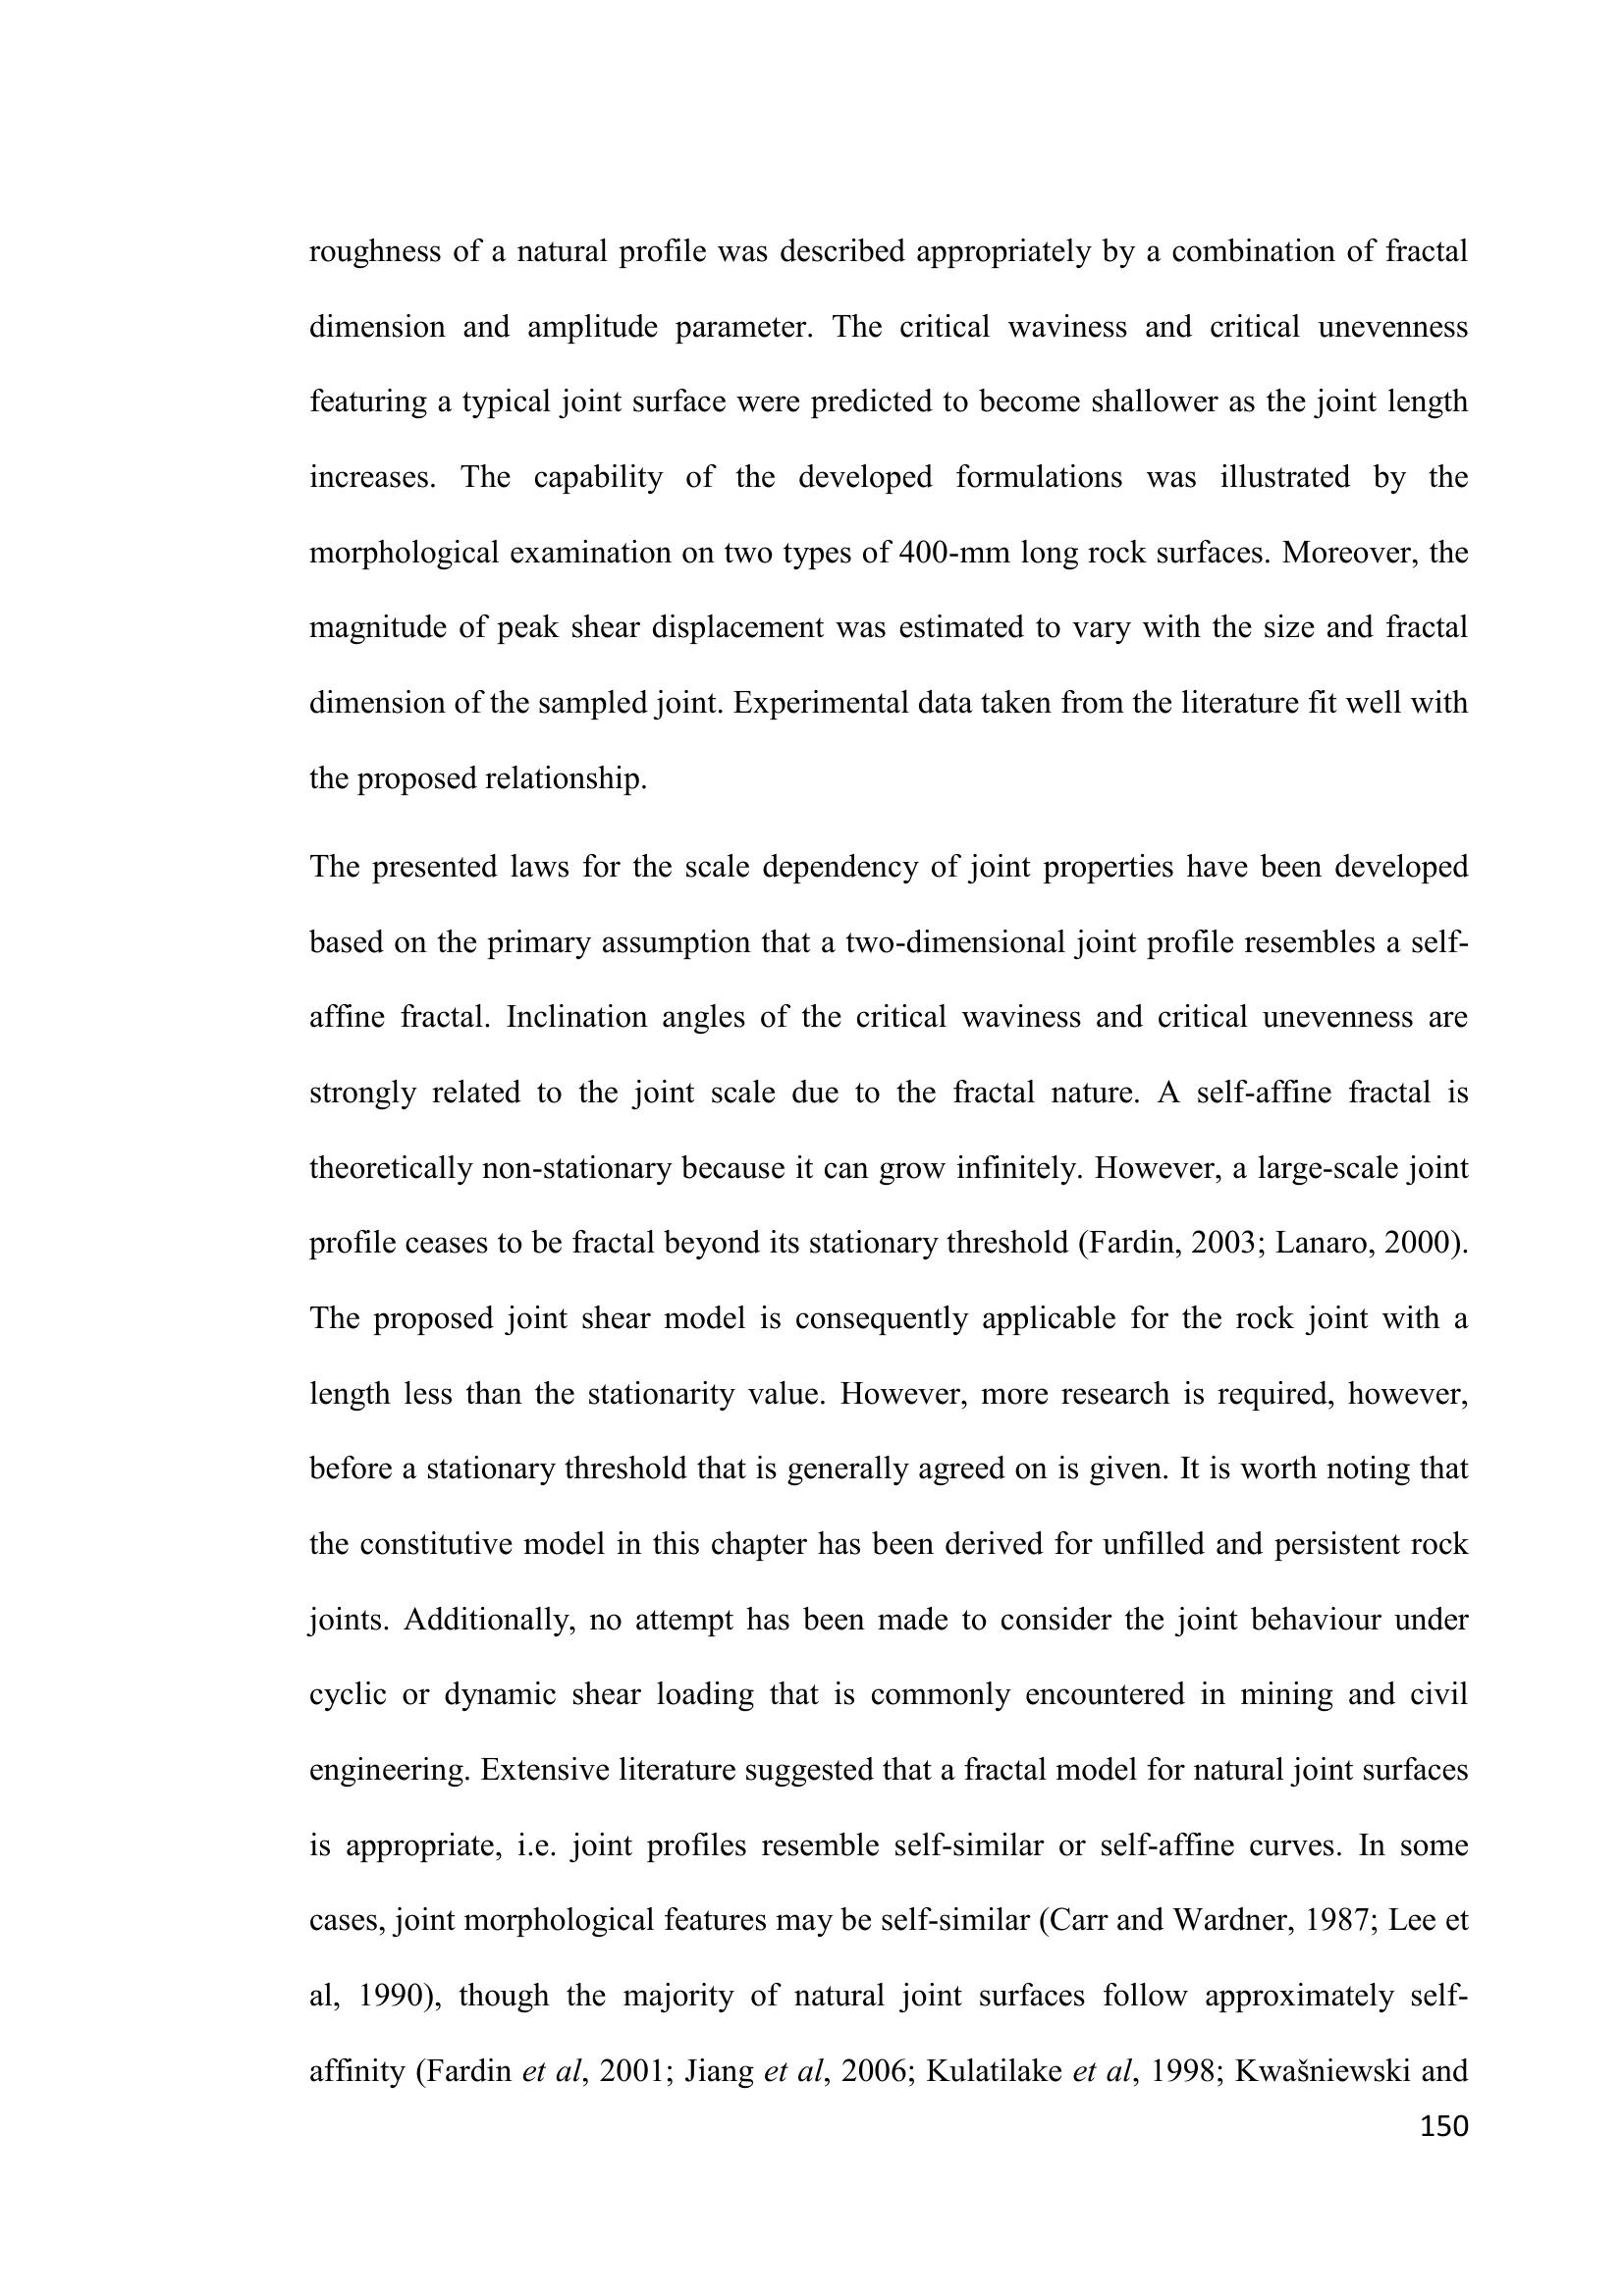 roughness of a natural profile was described appropriately by a combination of fractal
dimension and amplitude parameter. The critical waviness and critical unevenness
featuring a typical joint surface were predicted to become shallower as the joint length
increases. The capability of the developed formulations was illustrated by the
morphological examination on two types of 400-mm long rock surfaces. Moreover, the
magnitude of peak shear displacement was estimated to vary with the size and fractal
dimension of the sampled joint. Experimental data taken from the literature fit well with
the proposed relationship.
The presented laws for the scale dependency of joint properties have been developed
based on the primary assumption that a two-dimensional joint profile resembles a self-
affine fractal. Inclination angles of the critical waviness and critical unevenness are
strongly related to the joint scale due to the fractal nature. A self-affine fractal is
theoretically non-stationary because it can grow infinitely. However, a large-scale joint
profile ceases to be fractal beyond its stationary threshold (Fardin, 2003; Lanaro, 2000).
The proposed joint shear model is consequently applicable for the rock joint with a
length less than the stationarity value. However, more research is required, however,
before a stationary threshold that is generally agreed on is given. It is worth noting that
the constitutive model in this chapter has been derived for unfilled and persistent rock
joints. Additionally, no attempt has been made to consider the joint behaviour under
cyclic or dynamic shear loading that is commonly encountered in mining and civil
engineering. Extensive literature suggested that a fractal model for natural joint surfaces
is appropriate, i.e. joint profiles resemble self-similar or self-affine curves. In some
cases, joint morphological features may be self-similar (Carr and Wardner, 1987; Lee et
al, 1990), though the majority of natural joint surfaces follow approximately self-
affinity (Fardin et al, 2001; Jiang et al, 2006; Kulatilake et al, 1998; Kwašniewski and
150